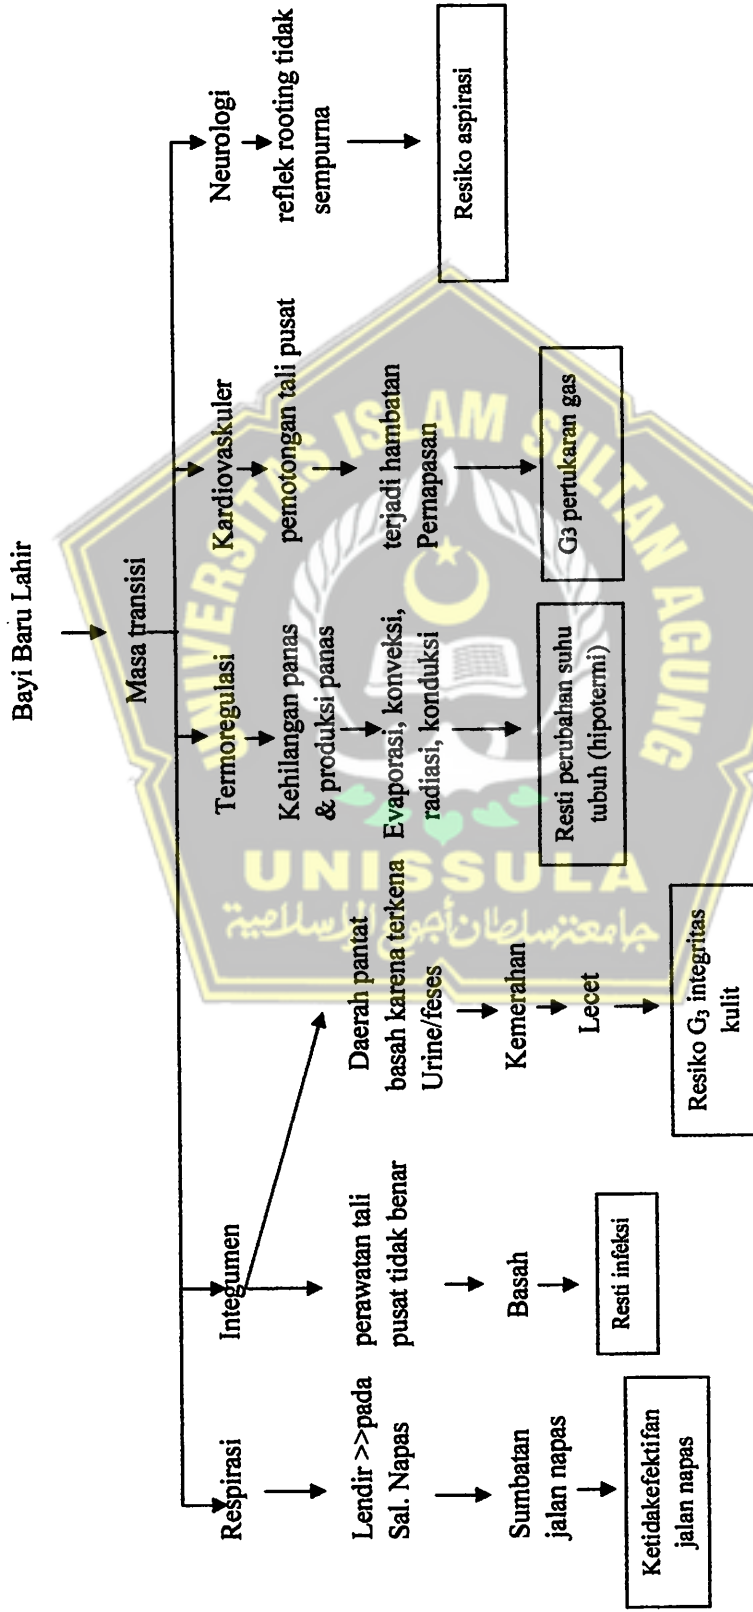 Bayi Baru Lahir
Masa transisi
Respirasi
Lendir >>pada
Sal. Napas
Sumbatan
jalan napas
Ketidakefektifan
jalan napas
Integumen
perawatan tali
pusat tidak benar
Basah
Resti infeksi
Daerah pantat
basah karena terkena
Urine/feses
Kemerahan
Lecet
Resiko G₃ integritas
kulit
Termoregulasi
Kehilangan panas
& produksi panas
Evaporasi, konveksi,
radiasi, konduksi
Resti perubahan suhu
tubuh (hipotermi)
Kardiovaskuler
pemotongan tali pusat
terjadi hambatan
Pernapasan
G3 pertukaran gas
Neurologi
reflek rooting tidak
sempurna
Resiko aspirasi
UNIVERSITAS ISLAM SULTAN AGUNG
UNISSULA
جامعتسلطان أجونج الإسلامية